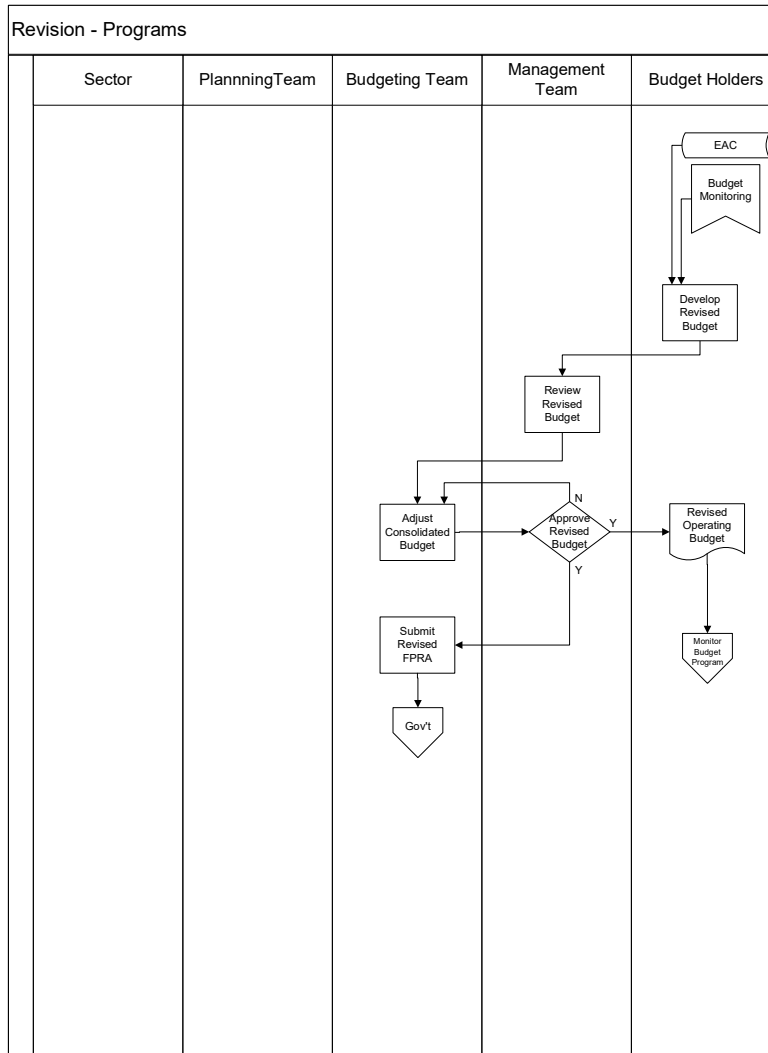 Revision - Programs
Sector
PlannningTeam
Budgeting Team
Management
Team
Budget Holders
EAC
Budget
Monitoring
Develop
Revised
Budget
Review
Revised
Budget
N
Adjust
Consolidated
Budget
Approve
Revised
Budget
Y
Y
Revised
Operating
Budget
Submit
Revised
FPRA
Monitor
Budget
Program
Gov't